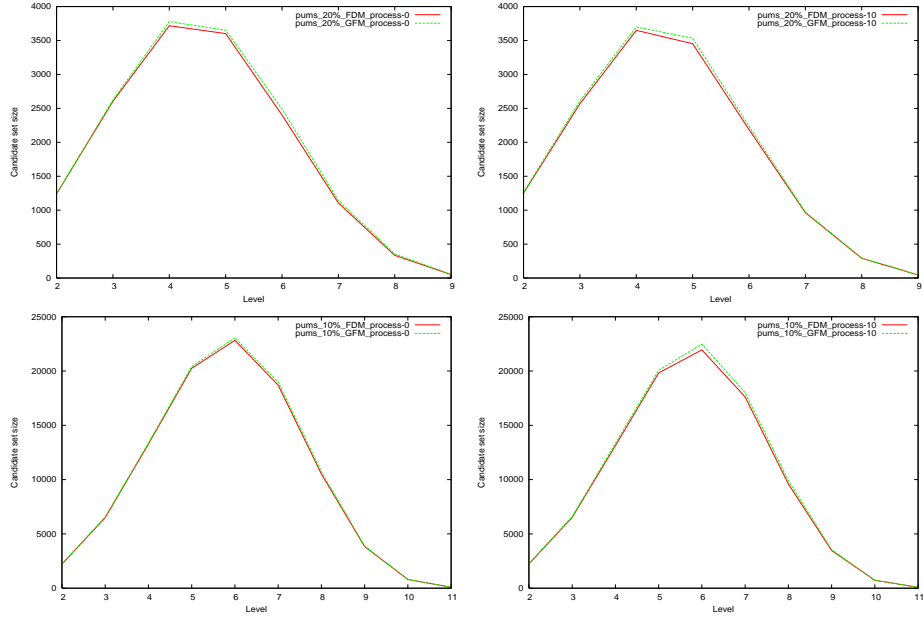 pums_20%_FDM_process-0
pums_20%_GFM_process-0
4000
3500
3000
2500
2000
1500
1000
500
0
Candidate set size
2 3 4 5 6 7 8 9
Level
pums_20%_FDM_process-10
pums_20%_GFM_process-10
4000
3500
3000
2500
2000
1500
1000
500
0
Candidate set size
2 3 4 5 6 7 8 9
Level
pums_10%_FDM_process-0
pums_10%_GFM_process-0
25000
20000
15000
10000
5000
0
Candidate set size
2 3 4 5 6 7 8 9 10 11
Level
pums_10%_FDM_process-10
pums_10%_GFM_process-10
25000
20000
15000
10000
5000
0
Candidate set size
2 3 4 5 6 7 8 9 10 11
Level